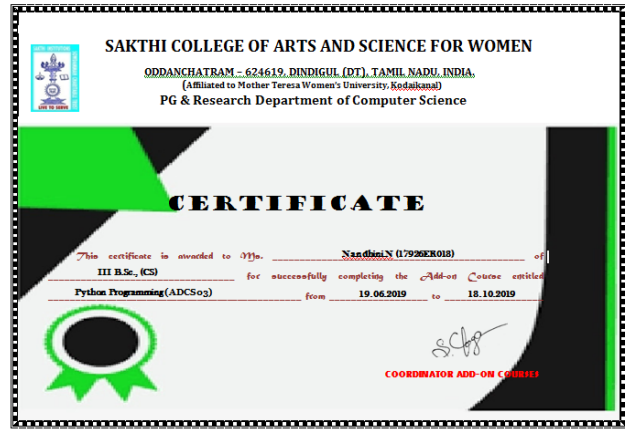 SAKTHI COLLEGE OF ARTS AND SCIENCE FOR WOMEN
ODDANCHATRAM – 624619, DINDIGUL (DT), TAMIL NADU, INDIA.
(Affiliated to Mother Teresa Women's University, Kodaikanal)
PG & Research Department of Computer Science
CERTIFICATE
This certificate is awarded to Ms. Nandhini.N (17926ER018) of
III B.Sc., (CS) for successfully completing the Add-on Course entitled
Python Programming (ADCS03) from 19.06.2019 to 18.10.2019
COORDINATOR ADD-ON COURSES